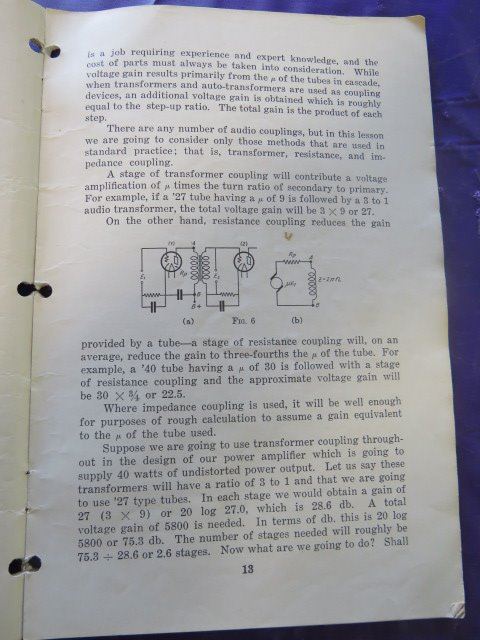 is a job requiring experience and expert knowledge, and the
cost of parts must always be taken into consideration. While
voltage gain results primarily from the μ of the tubes in cascade,
when transformers and auto-transformers are used as coupling
devices, an additional voltage gain is obtained which is roughly
equal to the step-up ratio. The total gain is the product of each
step.
There are any number of audio couplings, but in this lesson
we are going to consider only those methods that are used in
standard practice; that is, transformer, resistance, and im-
pedance coupling.
A stage of transformer coupling will contribute a voltage
amplification of μ times the turn ratio of secondary to primary.
For example, if a '27 tube having a μ of 9 is followed by a 3 to 1
audio transformer, the total voltage gain will be 3 × 9 or 27.
On the other hand, resistance coupling reduces the gain
(1) A (2)
Rp A
E1 Rp E2 μE1 Z=2πfL
B B
B+
(a) FIG. 6 (b)
provided by a tube—a stage of resistance coupling will, on an
average, reduce the gain to three-fourths the μ of the tube. For
example, a '40 tube having a μ of 30 is followed with a stage
of resistance coupling and the approximate voltage gain will
be 30 × ¾ or 22.5.
Where impedance coupling is used, it will be well enough
for purposes of rough calculation to assume a gain equivalent
to the μ of the tube used.
Suppose we are going to use transformer coupling through-
out in the design of our power amplifier which is going to
supply 40 watts of undistorted power output. Let us say these
transformers will have a ratio of 3 to 1 and that we are going
to use '27 type tubes. In each stage we would obtain a gain of
27 (3 × 9) or 20 log 27.0, which is 28.6 db. A total
voltage gain of 5800 is needed. In terms of db. this is 20 log
5800 or 75.3 db. The number of stages needed will roughly be
75.3 ÷ 28.6 or 2.6 stages. Now what are we going to do? Shall
13